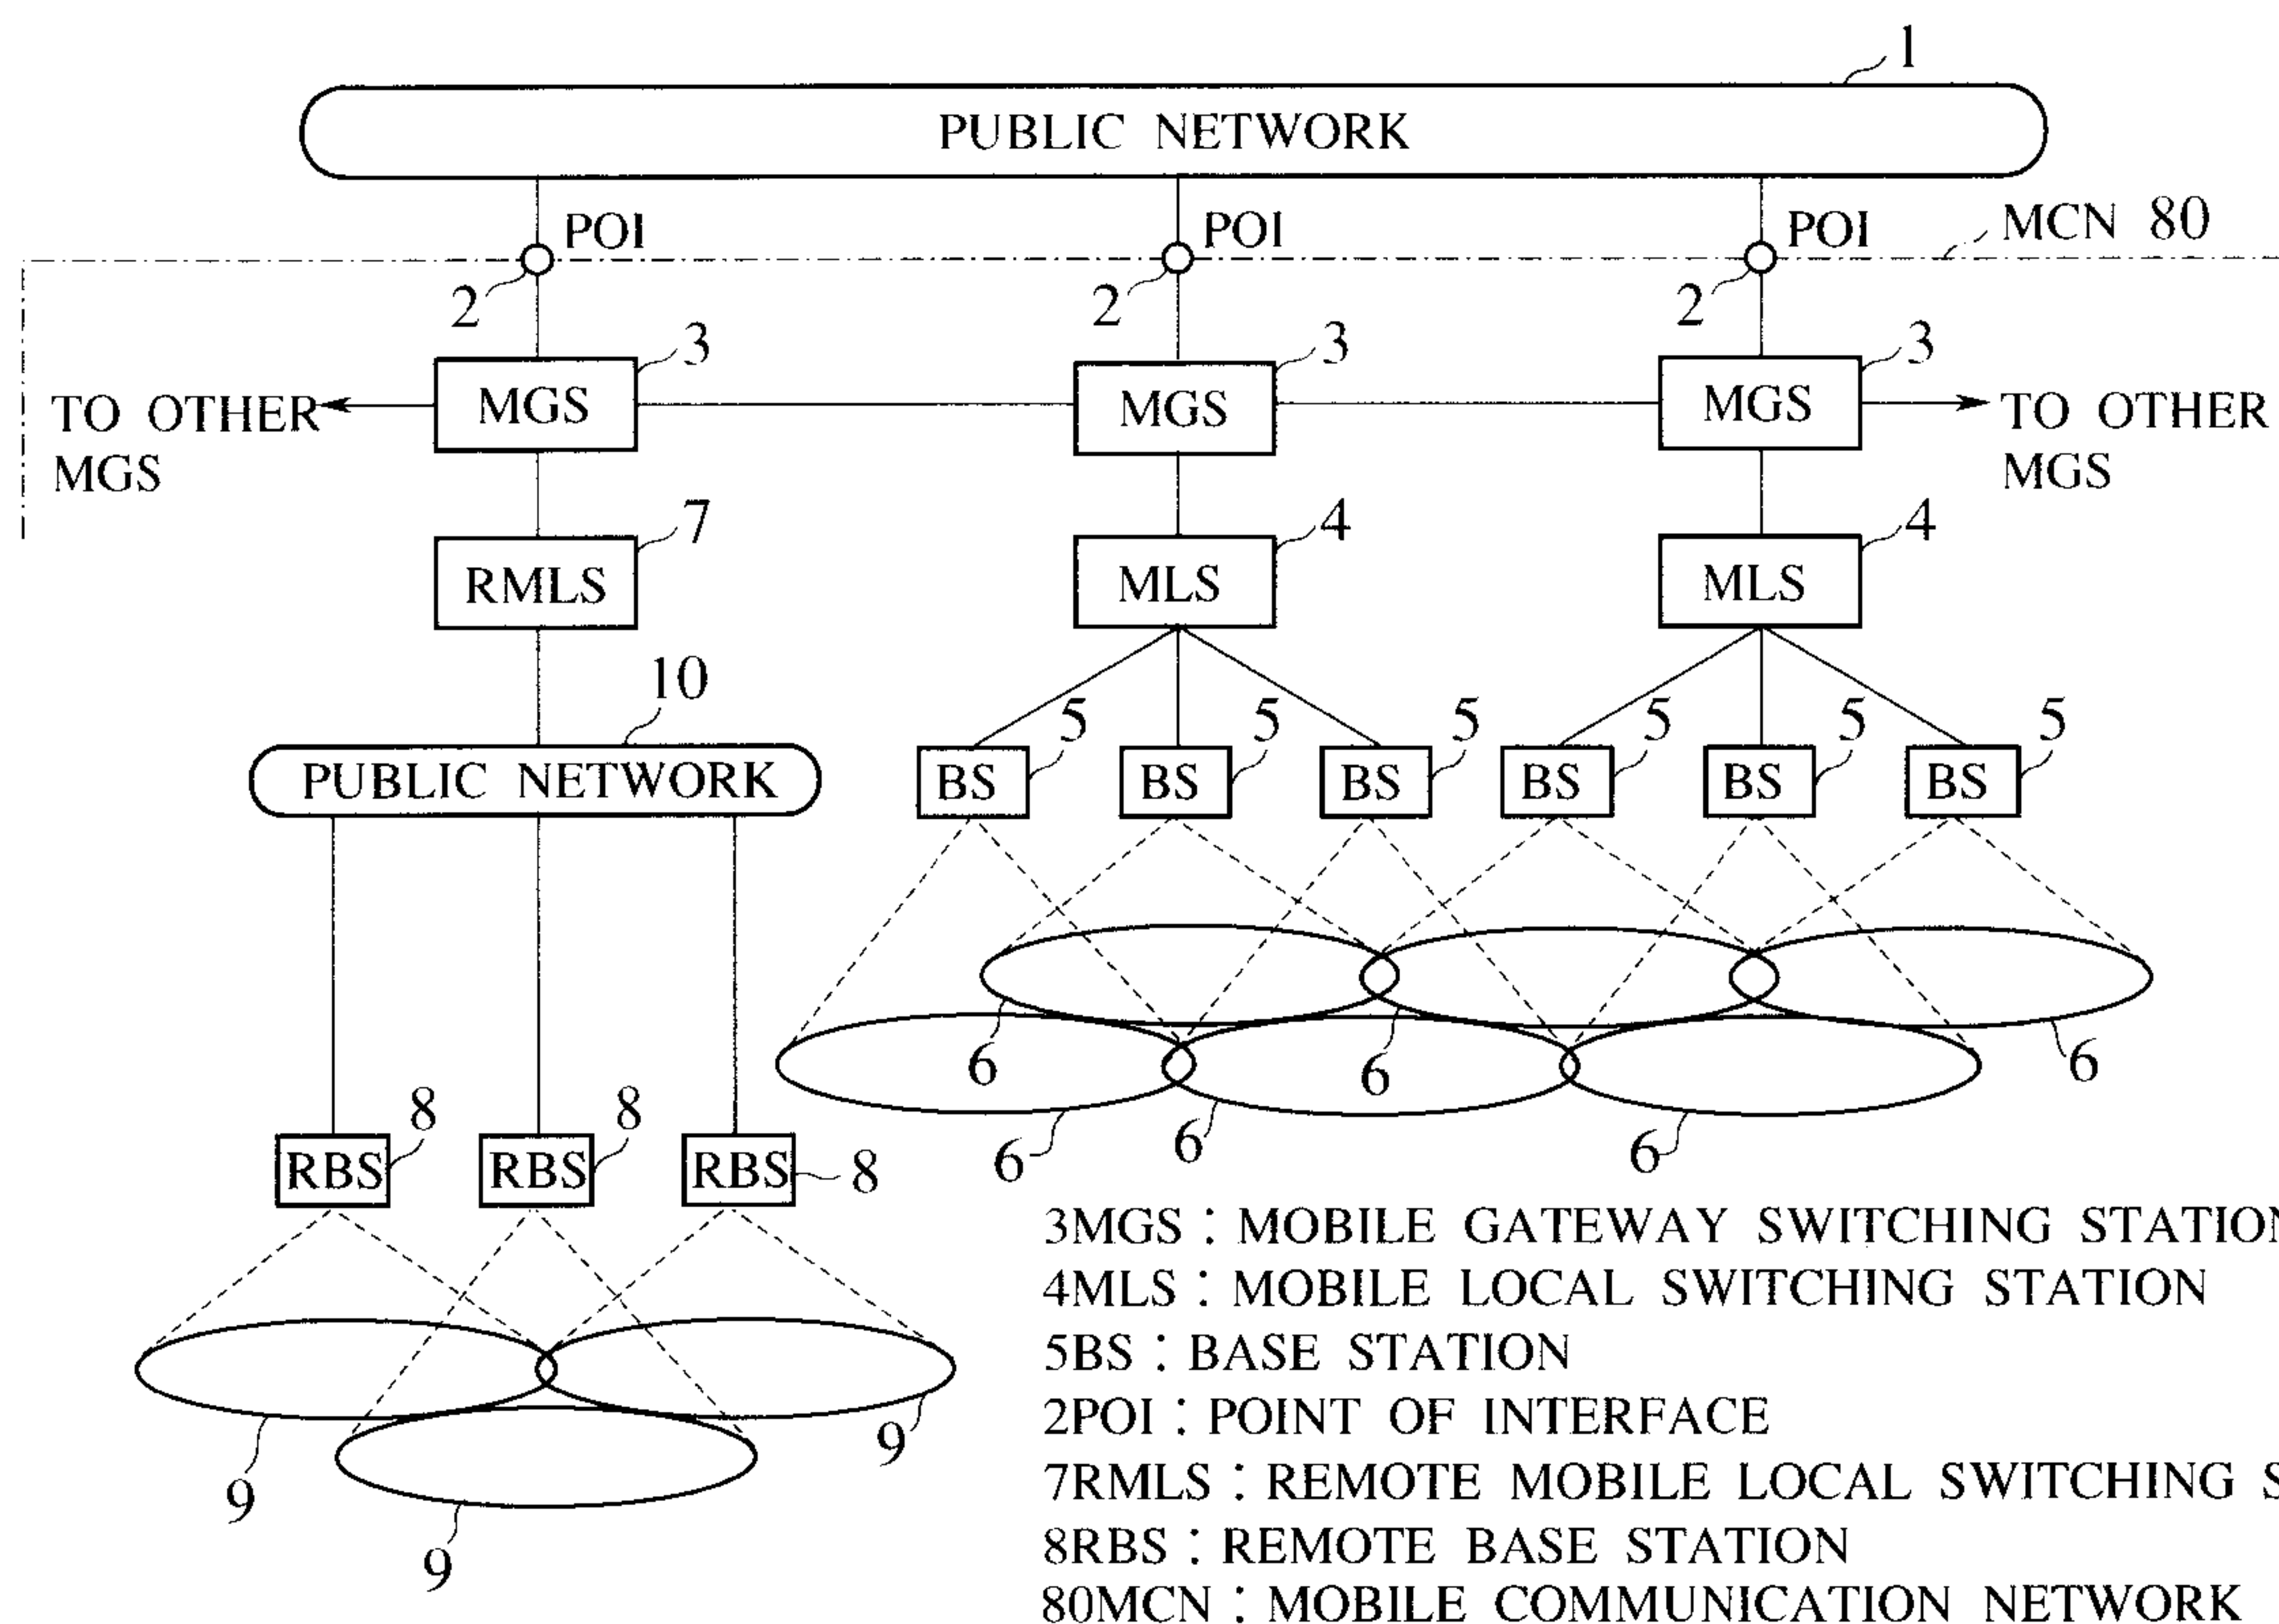 1
PUBLIC NETWORK
POI
POI
POI
MCN 80
2
2
2
3
3
3
TO OTHER
MGS
MGS
MGS
MGS
TO OTHER
MGS
7
4
4
RMLS
MLS
MLS
10
5
5
5
5
5
5
PUBLIC NETWORK
BS
BS
BS
BS
BS
BS
6
6
6
6
6
6
8
8
8
RBS
RBS
RBS
9
9
9
3MGS : MOBILE GATEWAY SWITCHING STATION
4MLS : MOBILE LOCAL SWITCHING STATION
5BS : BASE STATION
2POI : POINT OF INTERFACE
7RMLS : REMOTE MOBILE LOCAL SWITCHING S
8RBS : REMOTE BASE STATION
80MCN : MOBILE COMMUNICATION NETWORK